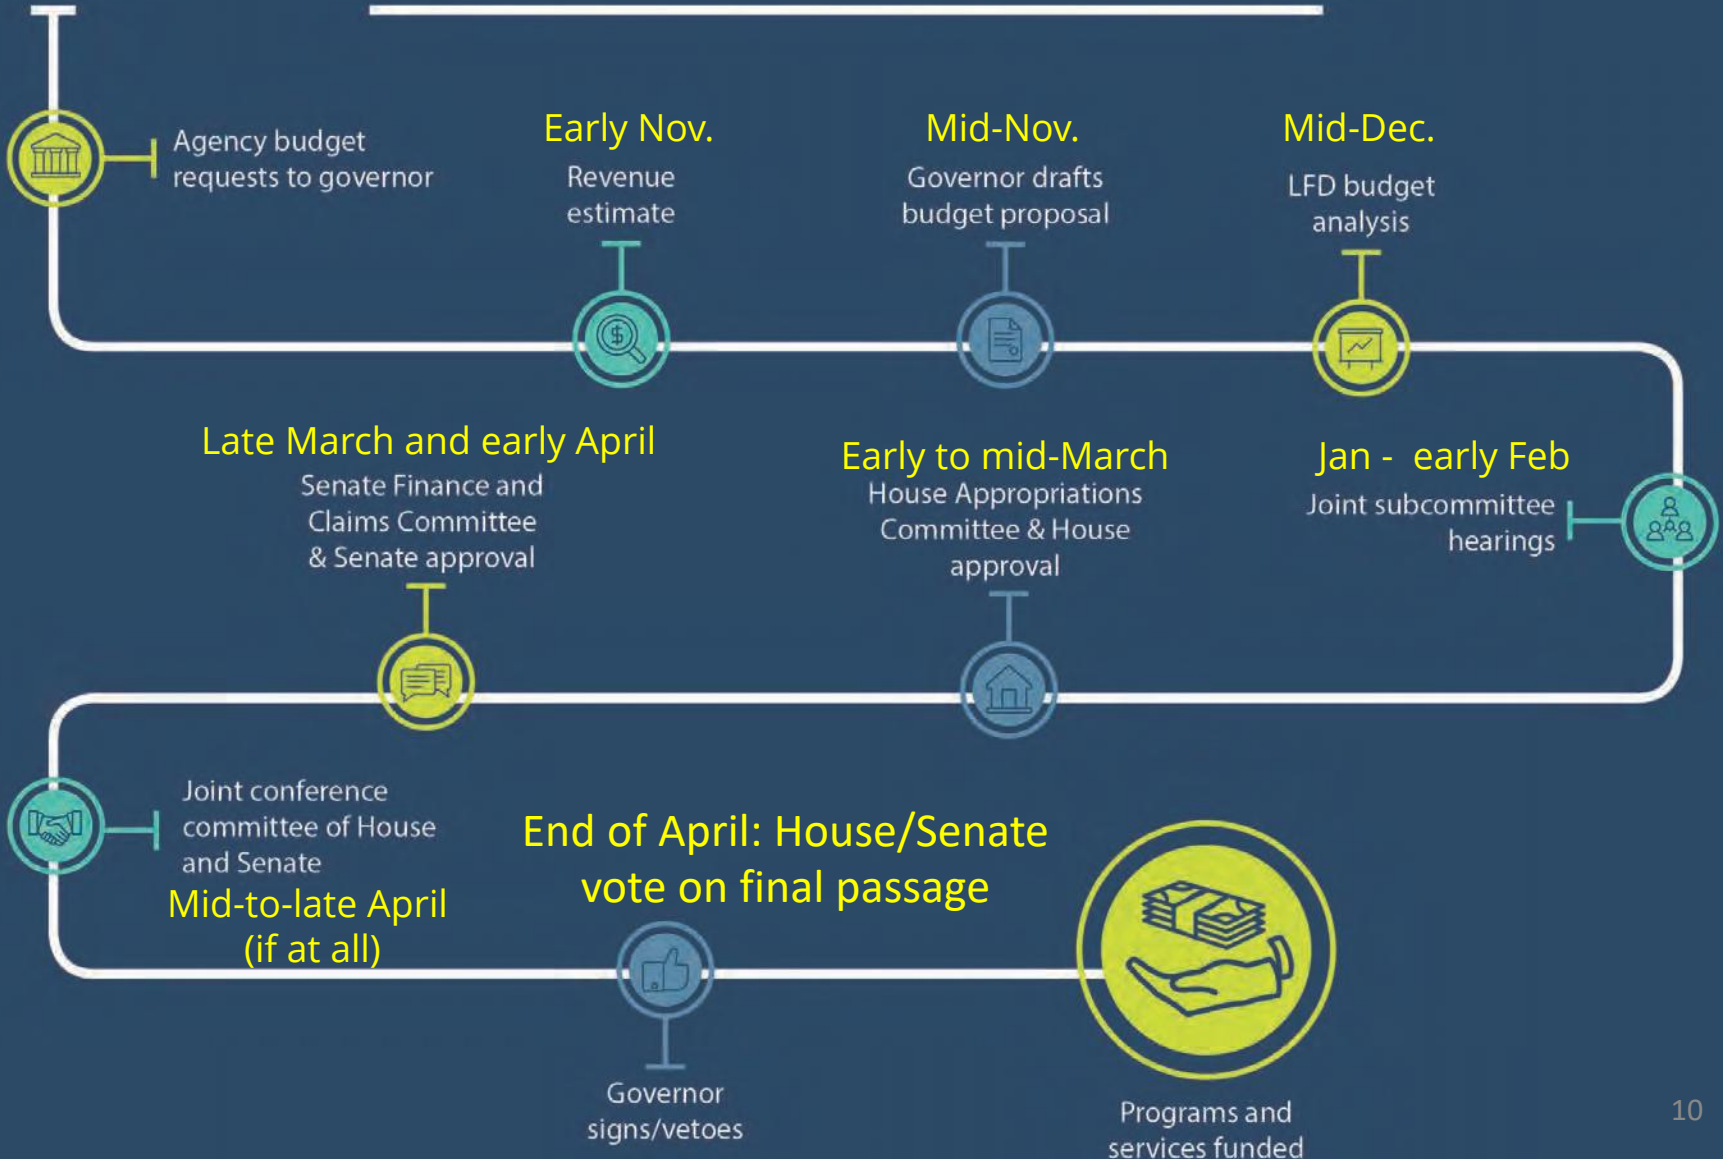 Agency budget
requests to governor
Early Nov.
Revenue
estimate
Mid-Nov.
Governor drafts
budget proposal
Mid-Dec.
LFD budget
analysis
$
Jan - early Feb
Joint subcommittee
hearings
Early to mid-March
House Appropriations
Committee & House
approval
Late March and early April
Senate Finance and
Claims Committee
& Senate approval
Joint conference
committee of House
and Senate
Mid-to-late April
(if at all)
End of April: House/Senate
vote on final passage
Governor
signs/vetoes
Programs and
services funded
10